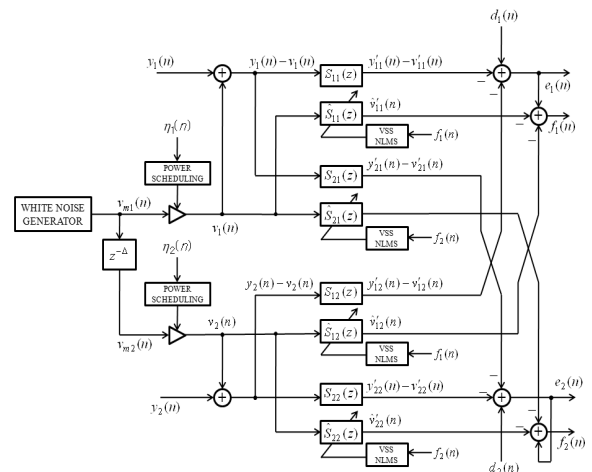 d₁(n)
y₁(n)
y₁(n) – v₁(n)
S₁₁(z)
y′₁₁(n) – v′₁₁(n)
e₁(n)
Ŝ₁₁(z)
v̂′₁₁(n)
f₁(n)
η₁(n)
VSS
NLMS
f₁(n)
POWER
SCHEDULING
y′₂₁(n) – v′₂₁(n)
S₂₁(z)
WHITE NOISE
GENERATOR
v_m1(n)
v₁(n)
Ŝ₂₁(z)
VSS
NLMS
f₂(n)
z^–Δ
η₂(n)
POWER
SCHEDULING
y₂(n) – v₂(n)
S₁₂(z)
y′₁₂(n) – v′₁₂(n)
v₂(n)
Ŝ₁₂(z)
v̂′₁₂(n)
v_m2(n)
VSS
NLMS
f₁(n)
y₂(n)
S₂₂(z)
y′₂₂(n) – v′₂₂(n)
e₂(n)
Ŝ₂₂(z)
v̂′₂₂(n)
f₂(n)
VSS
NLMS
f₂(n)
d₂(n)